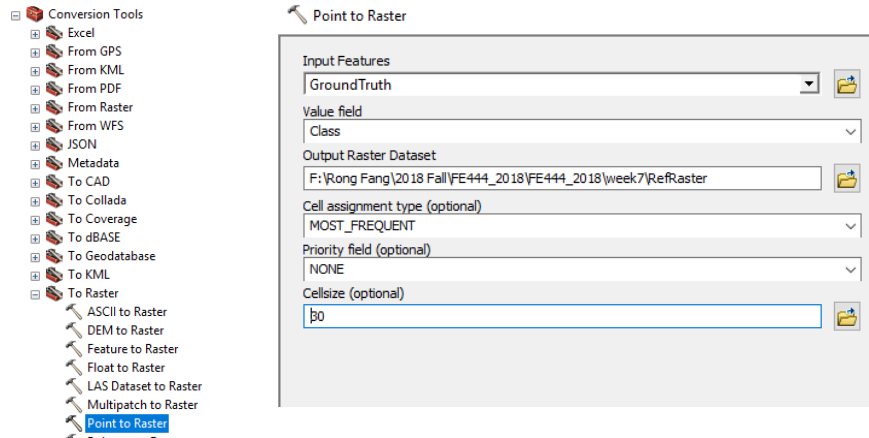 Conversion Tools
Excel
From GPS
From KML
From PDF
From Raster
From WFS
JSON
Metadata
To CAD
To Collada
To Coverage
To dBASE
To Geodatabase
To KML
To Raster
ASCII to Raster
DEM to Raster
Feature to Raster
Float to Raster
LAS Dataset to Raster
Multipatch to Raster
Point to Raster
Point to Raster
Input Features
GroundTruth
Value field
Class
Output Raster Dataset
F:\Rong Fang\2018 Fall\FE444_2018\FE444_2018\week7\RefRaster
Cell assignment type (optional)
MOST_FREQUENT
Priority field (optional)
NONE
Cellsize (optional)
30